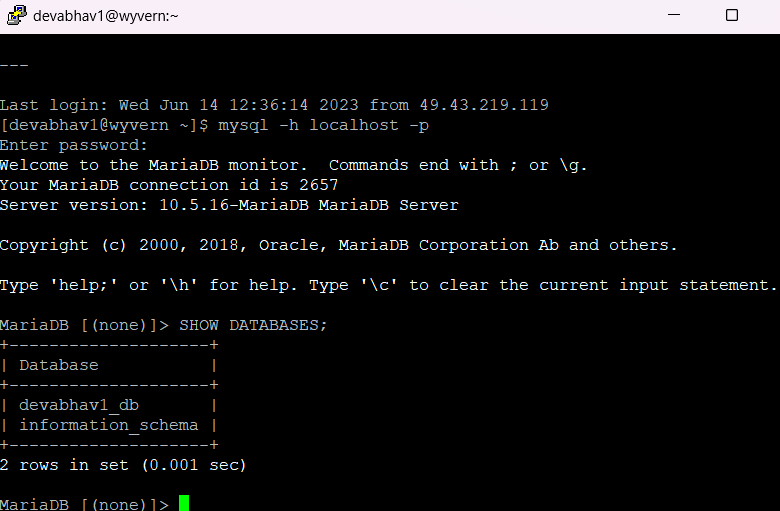 devabhav1@wyvern:~
---
Last login: Wed Jun 14 12:36:14 2023 from 49.43.219.119
[devabhav1@wyvern ~]$ mysql -h localhost -p
Enter password:
Welcome to the MariaDB monitor.  Commands end with ; or \g.
Your MariaDB connection id is 2657
Server version: 10.5.16-MariaDB MariaDB Server
Copyright (c) 2000, 2018, Oracle, MariaDB Corporation Ab and others.
Type 'help;' or '\h' for help. Type '\c' to clear the current input statement.
MariaDB [(none)]> SHOW DATABASES;
+--------------------+
| Database           |
+--------------------+
| devabhav1_db       |
| information_schema |
+--------------------+
2 rows in set (0.001 sec)
MariaDB [(none)]>